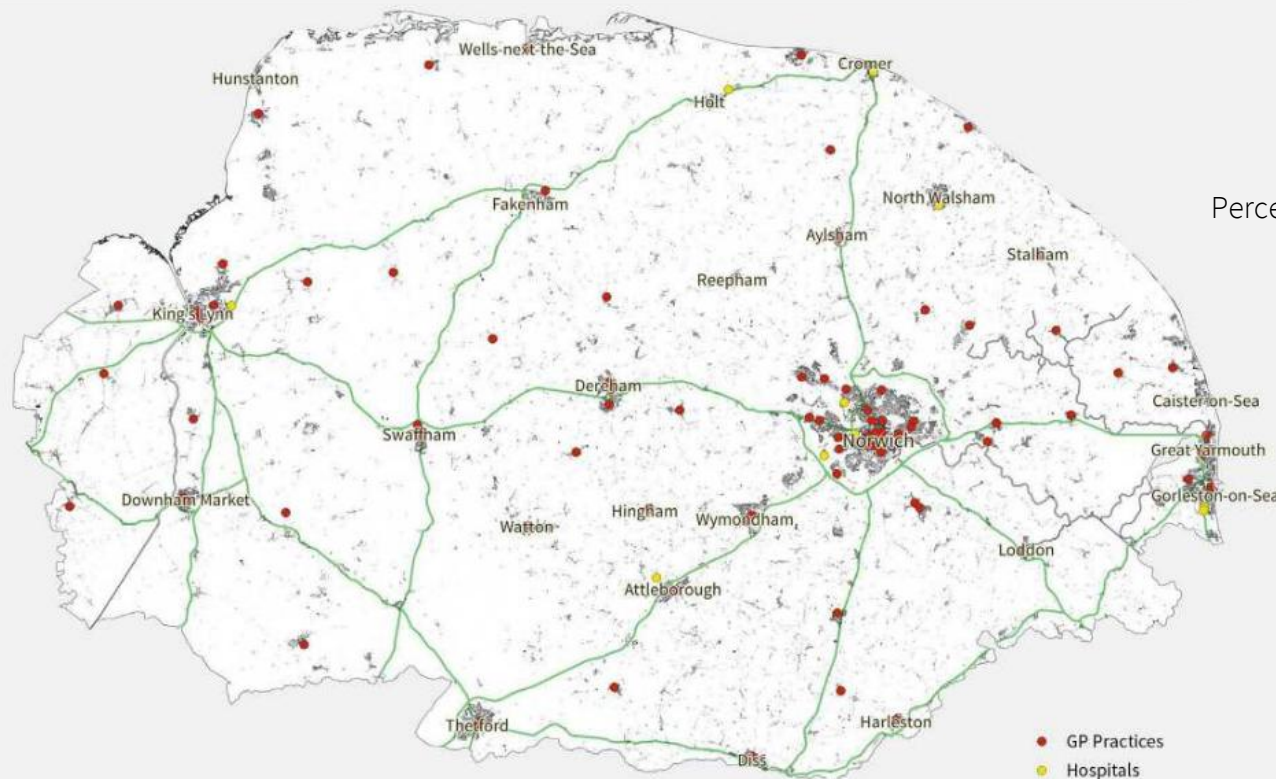 Wells-next-the-Sea
Cromer
Hunstanton
Holt
North Walsham
Fakenham
Perce
Aylsham
Stalham
Reepham
King's Lynn
Dereham
Caister-on-Sea
Swaffham
Norwich
Great Yarmouth
Downham Market
Gorleston-on-Sea
Hingham
Wymondham
Watton
Loddon
Attleborough
Thetford
Harleston
GP Practices
Diss
Hospitals